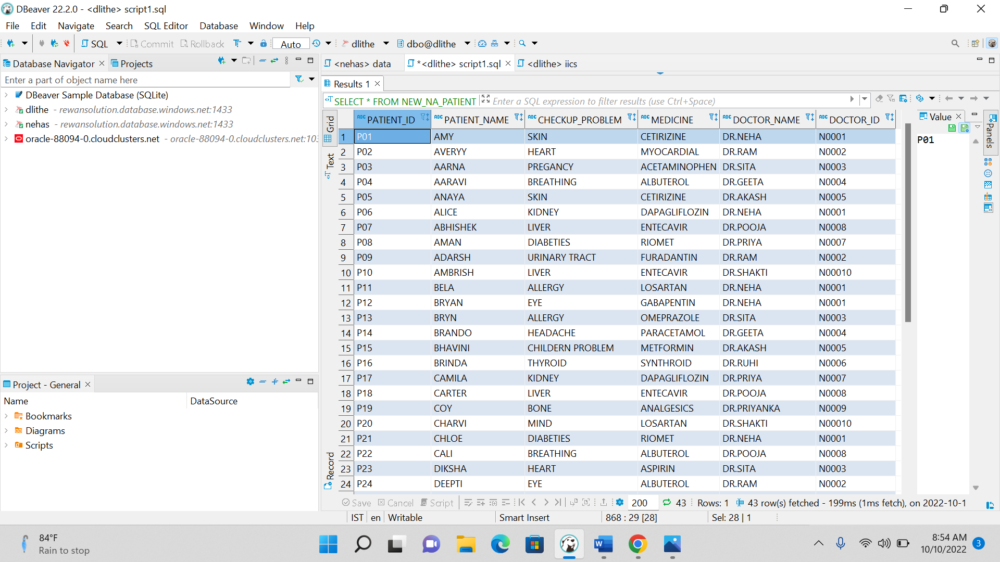 DBeaver 22.2.0 - <dlithe> script1.sql
File Edit Navigate Search SQL Editor Database Window Help
SQL Commit Rollback Auto dlithe dbo@dlithe
Database Navigator Projects
<nehas> data *<dlithe> script1.sql <dlithe> iics
Enter a part of object name here
DBeaver Sample Database (SQLite)
dlithe - rewansolution.database.windows.net:1433
nehas - rewansolution.database.windows.net:1433
oracle-88094-0.cloudclusters.net - oracle-88094-0.cloudclusters.net:103
Project - General
Name DataSource
Bookmarks
Diagrams
Scripts
Results 1
SELECT * FROM NEW_NA_PATIENT Enter a SQL expression to filter results (use Ctrl+Space)
Grid
Text
Record
ABC PATIENT_ID ABC PATIENT_NAME ABC CHECKUP_PROBLEM ABC MEDICINE ABC DOCTOR_NAME ABC DOCTOR_ID
1 P01 AMY SKIN CETIRIZINE DR.NEHA N0001
2 P02 AVERYY HEART MYOCARDIAL DR.RAM N0002
3 P03 AARNA PREGANCY ACETAMINOPHEN DR.SITA N0003
4 P04 AARAVI BREATHING ALBUTEROL DR.GEETA N0004
5 P05 ANAYA SKIN CETIRIZINE DR.AKASH N0005
6 P06 ALICE KIDNEY DAPAGLIFLOZIN DR.NEHA N0001
7 P07 ABHISHEK LIVER ENTECAVIR DR.POOJA N0008
8 P08 AMAN DIABETIES RIOMET DR.PRIYA N0007
9 P09 ADARSH URINARY TRACT FURADANTIN DR.RAM N0002
10 P10 AMBRISH LIVER ENTECAVIR DR.SHAKTI N00010
11 P11 BELA ALLERGY LOSARTAN DR.NEHA N0001
12 P12 BRYAN EYE GABAPENTIN DR.NEHA N0001
13 P13 BRYN ALLERGY OMEPRAZOLE DR.SITA N0003
14 P14 BRANDO HEADACHE PARACETAMOL DR.GEETA N0004
15 P15 BHAVINI CHILDERN PROBLEM METFORMIN DR.AKASH N0005
16 P16 BRINDA THYROID SYNTHROID DR.RUHI N0006
17 P17 CAMILA KIDNEY DAPAGLIFLOZIN DR.PRIYA N0007
18 P18 CARTER LIVER ENTECAVIR DR.POOJA N0008
19 P19 COY BONE ANALGESICS DR.PRIYANKA N0009
20 P20 CHARVI MIND LOSARTAN DR.SHAKTI N00010
21 P21 CHLOE DIABETIES RIOMET DR.NEHA N0001
22 P22 CALI BREATHING ALBUTEROL DR.POOJA N0008
23 P23 DIKSHA HEART ASPIRIN DR.SITA N0003
24 P24 DEEPTI EYE ALBUTEROL DR.RAM N0002
Value
P01
Panels
Save Cancel Script 200 43 Rows: 1 43 row(s) fetched - 199ms (1ms fetch), on 2022-10-1
IST en Writable Smart Insert 868 : 29 [28] Sel: 28 | 1
84°F
Rain to stop
W
8:54 AM
10/10/2022
3